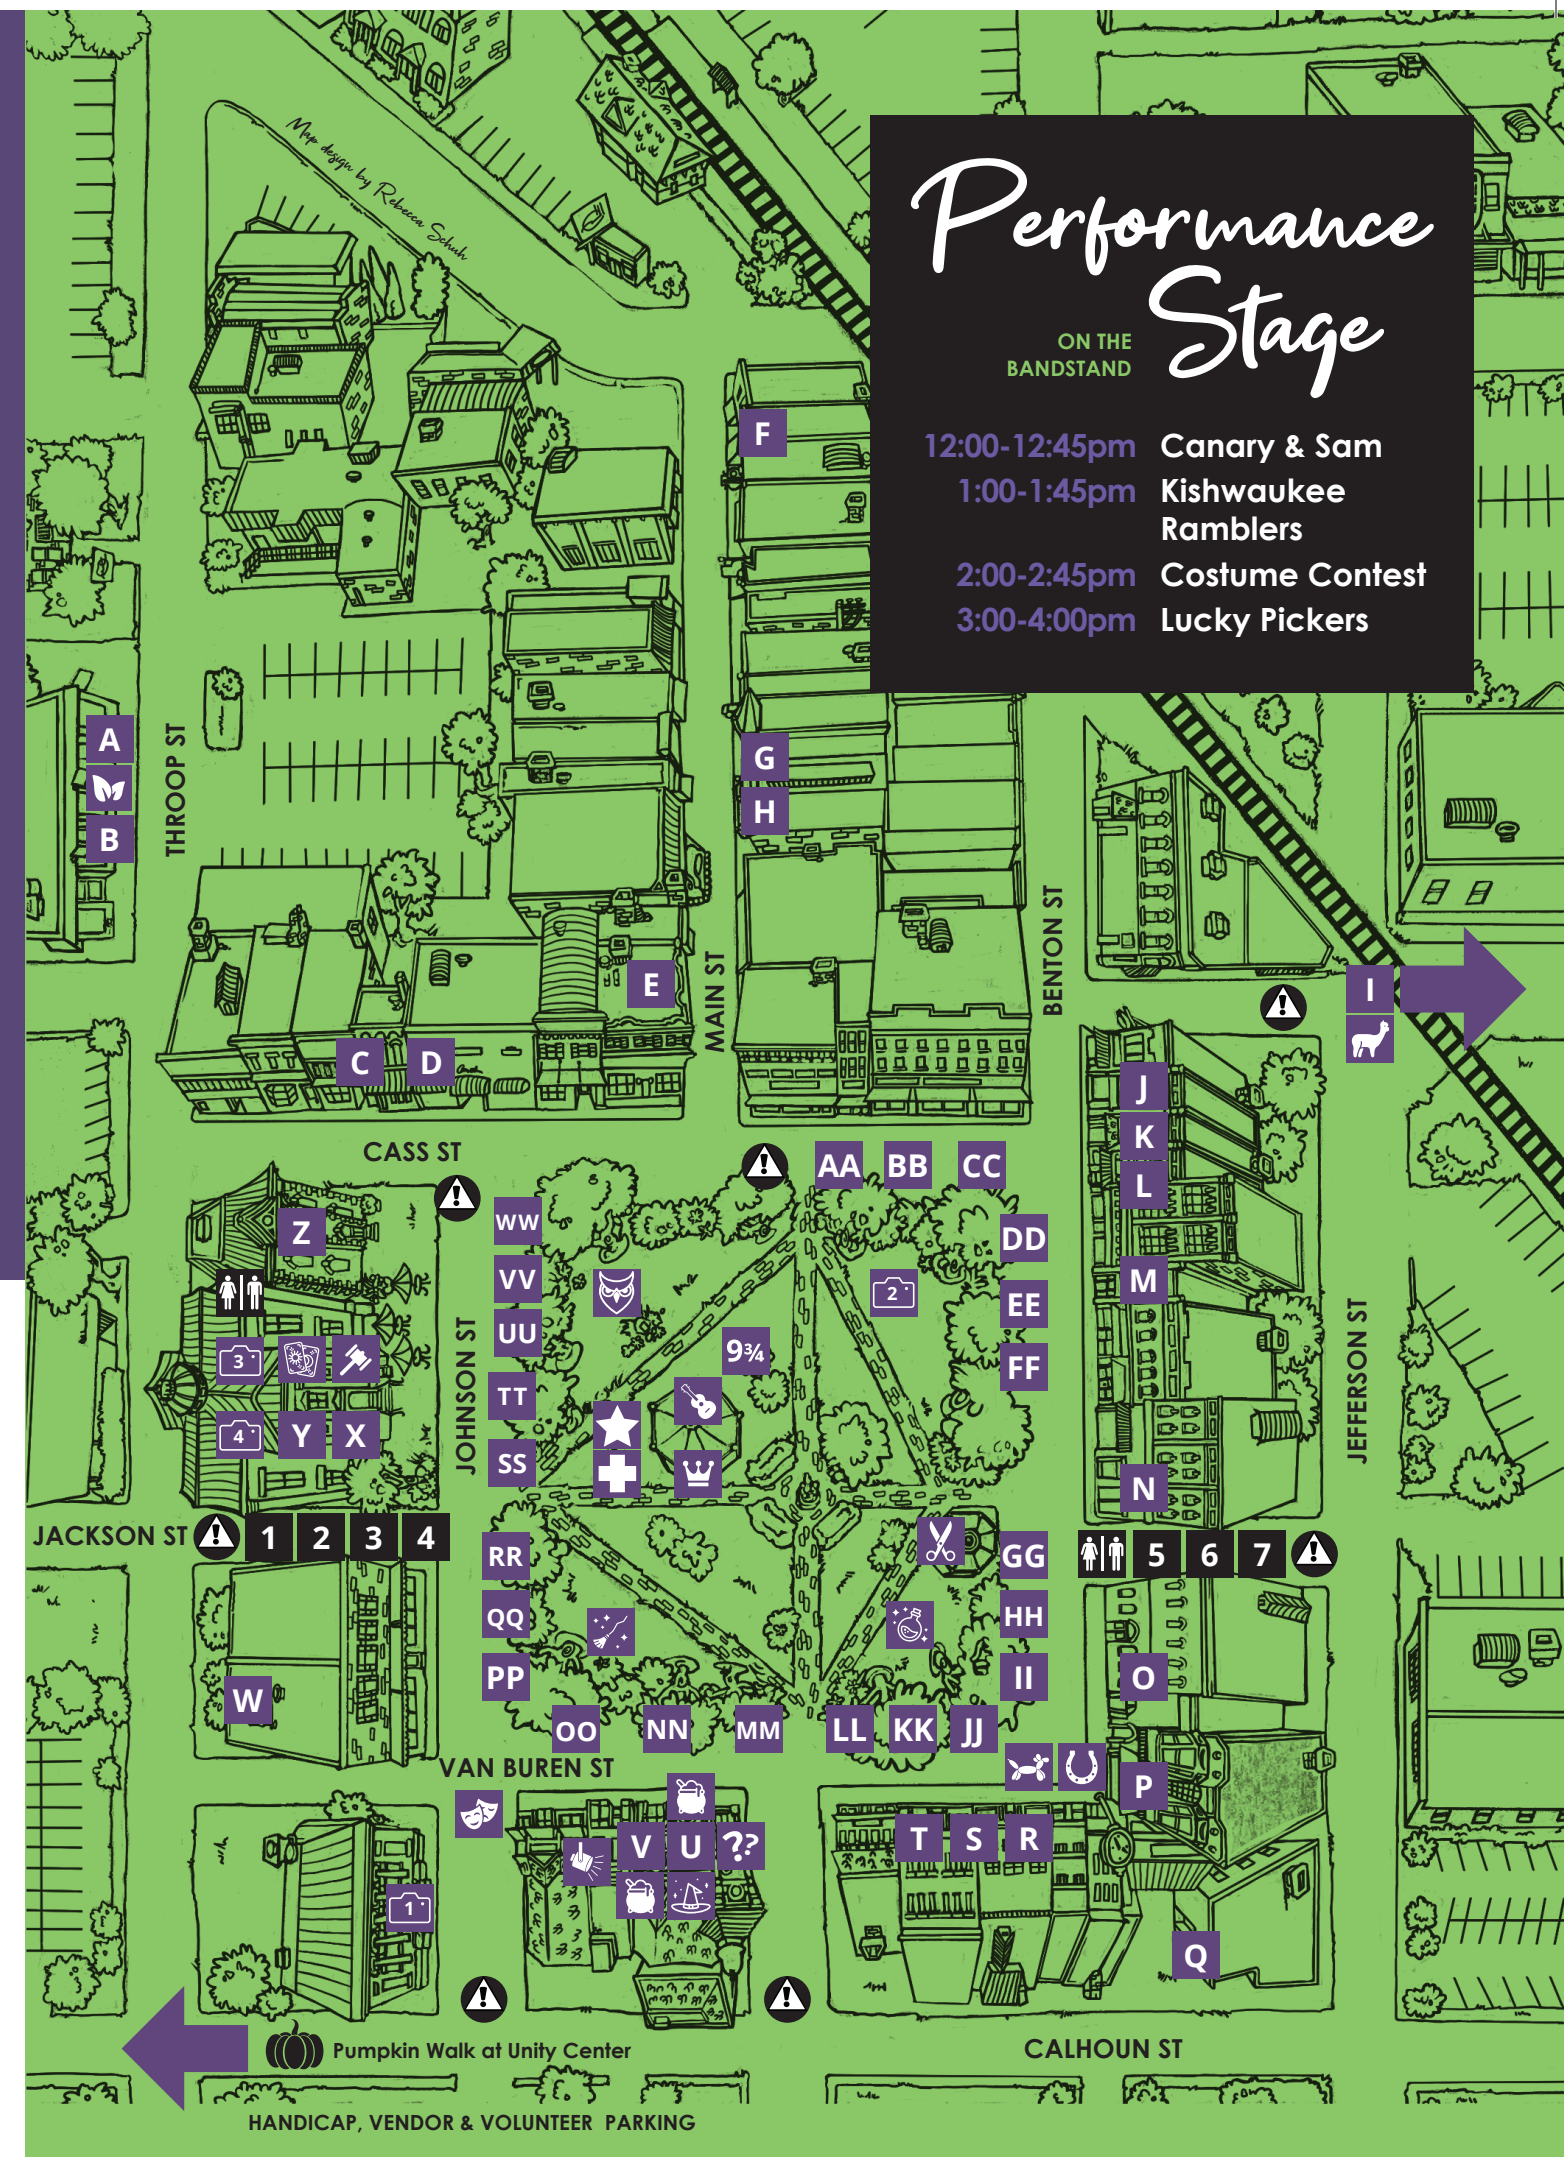 Map design by Rebecca Schuh
Performance
Stage
ON THE
BANDSTAND
12:00-12:45pm Canary & Sam
1:00-1:45pm Kishwaukee
Ramblers
2:00-2:45pm Costume Contest
3:00-4:00pm Lucky Pickers
F
A
B
THROOP ST
G
H
MAIN ST
BENTON ST
E
I
C
D
J
K
L
CASS ST
AA
BB
CC
WW
Z
DD
VV
2
M
EE
UU
JOHNSON ST
9¾
FF
JEFFERSON ST
3
TT
4
Y
X
SS
N
JACKSON ST
1
2
3
4
RR
GG
5
6
7
QQ
HH
PP
II
O
W
OO
NN
MM
LL
KK
JJ
VAN BUREN ST
P
V
U
??
T
S
R
1
Q
Pumpkin Walk at Unity Center
CALHOUN ST
HANDICAP, VENDOR & VOLUNTEER PARKING